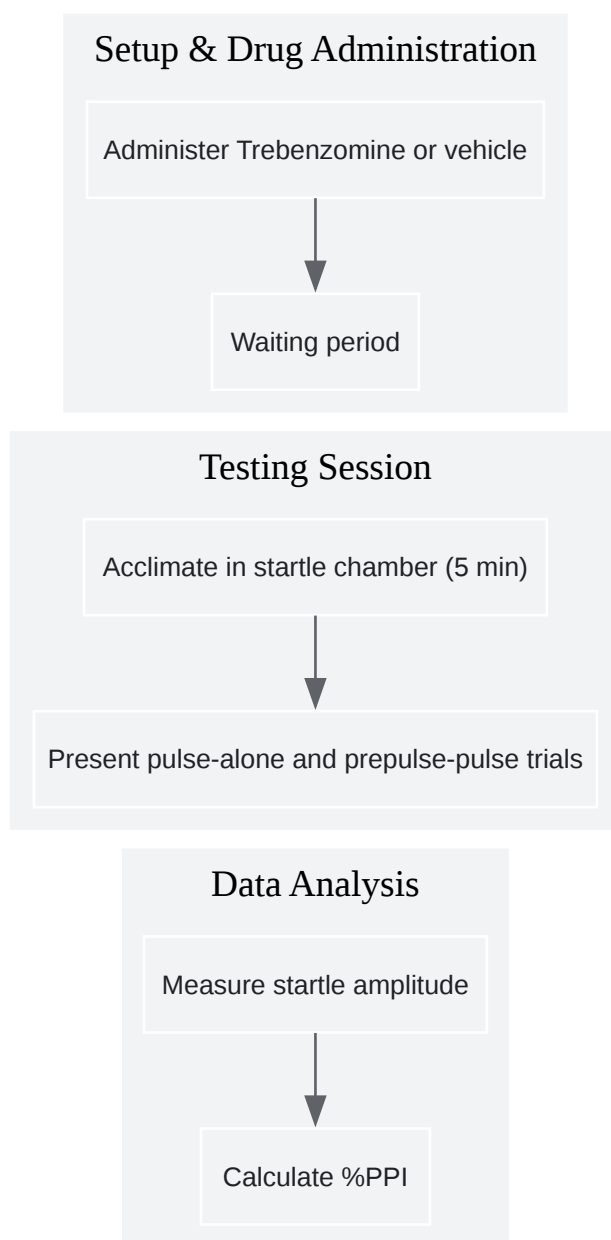 Setup & Drug Administration
Administer Trebenzomine or vehicle
Waiting period
Testing Session
Acclimate in startle chamber (5 min)
Present pulse-alone and prepulse-pulse trials
Data Analysis
Measure startle amplitude
Calculate %PPI